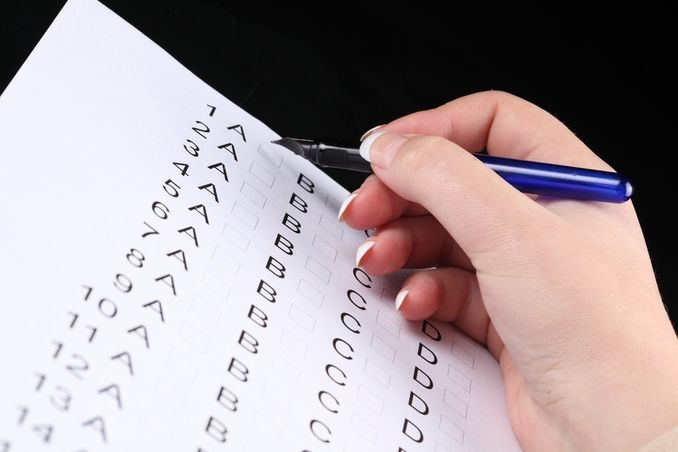 1 A B
2 A B
3 A B C D
4 A B C D
5 A B C D
6 A B C D
7 A B C D
8 A B C
9 A B C
10 A B
11 A B
12 A
13 A
14